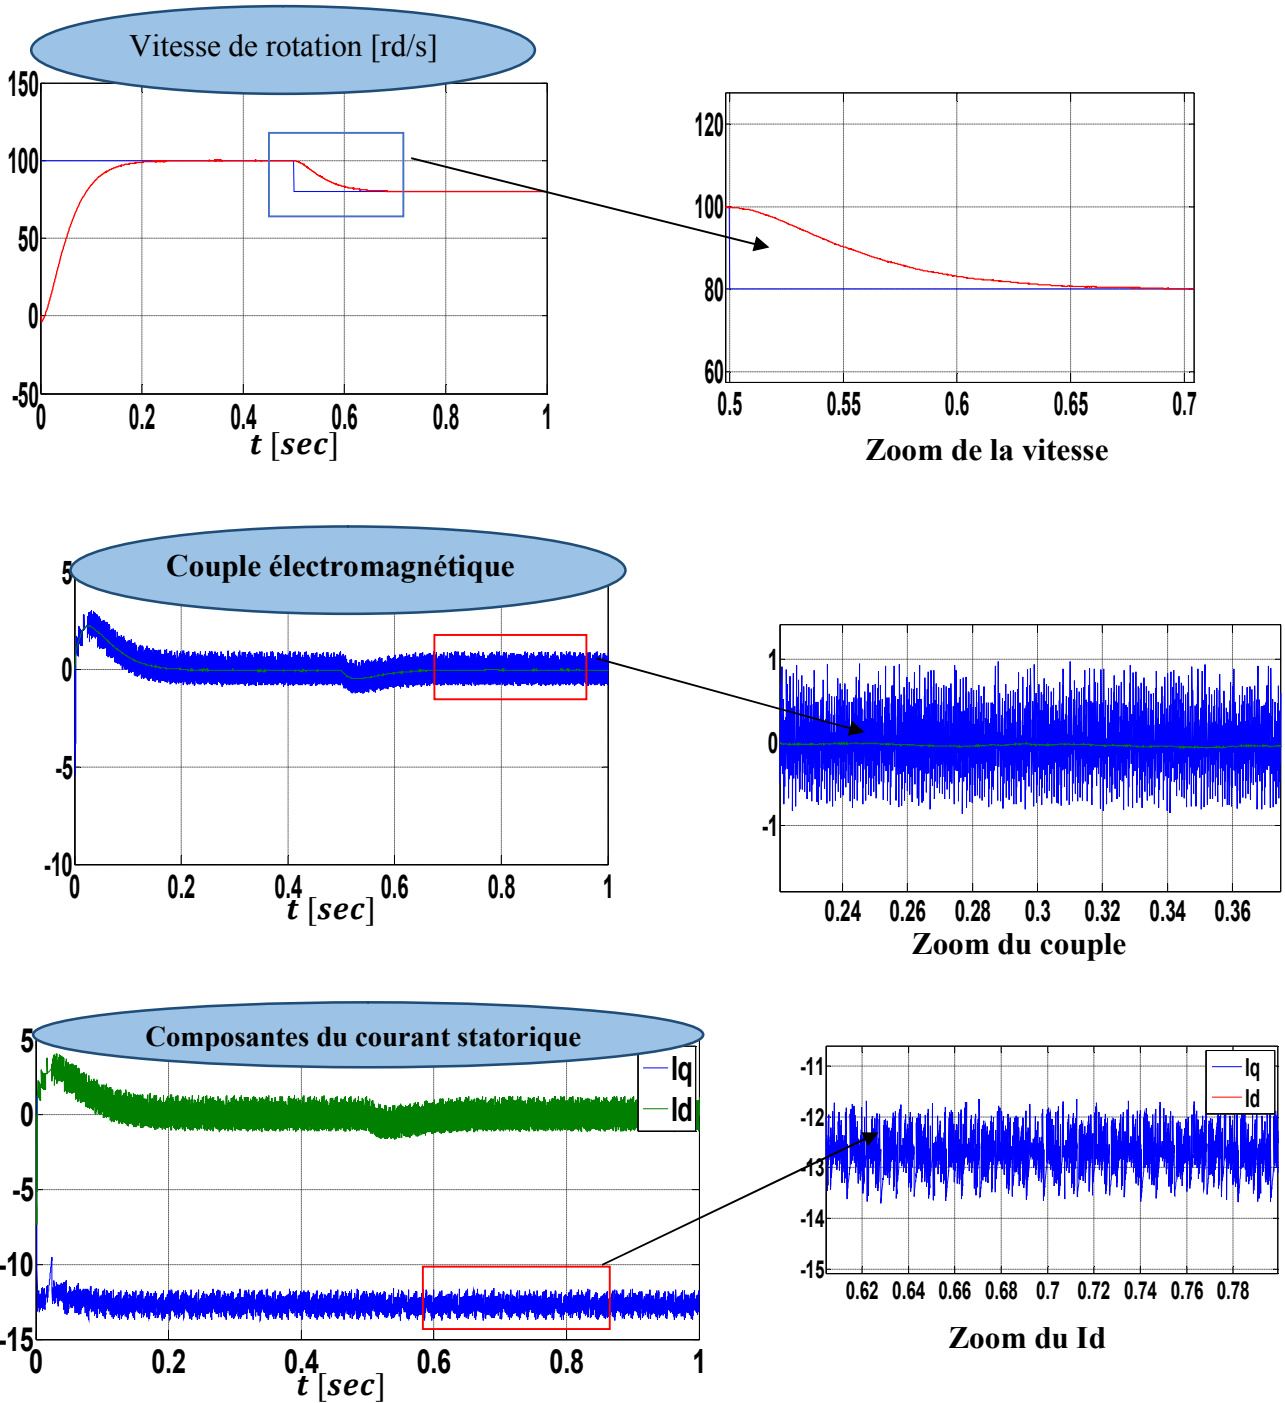 Vitesse de rotation [rd/s]
150
100
50
0
-50
0 0.2 0.4 0.6 0.8 1
t [sec]
120
100
80
60
0.5 0.55 0.6 0.65 0.7
Zoom de la vitesse
Couple électromagnétique
5
0
-5
-10
0 0.2 0.4 0.6 0.8 1
t [sec]
1
0
-1
0.24 0.26 0.28 0.3 0.32 0.34 0.36
Zoom du couple
Composantes du courant statorique
5
0
-5
-10
-15
Iq
Id
0 0.2 0.4 0.6 0.8 1
t [sec]
-11
-12
-13
-14
-15
Iq
Id
0.62 0.64 0.66 0.68 0.7 0.72 0.74 0.76 0.78
Zoom du Id